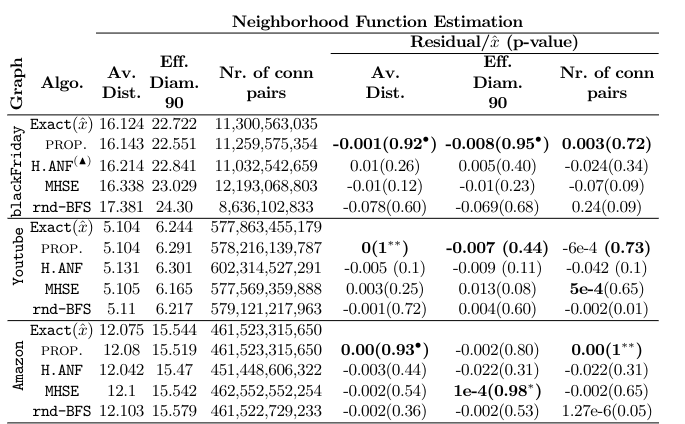 Neighborhood Function Estimation
Residual/x̂ (p-value)
Graph Algo. Av. Dist. Eff. Diam. 90 Nr. of conn pairs Av. Dist. Eff. Diam. 90 Nr. of conn pairs
blackFriday
Exact(x̂) 16.124 22.722 11,300,563,035
PROP. 16.143 22.551 11,259,575,354 -0.001(0.92•) -0.008(0.95•) 0.003(0.72)
H.ANF(▲) 16.214 22.841 11,032,542,659 0.01(0.26) 0.005(0.40) -0.024(0.34)
MHSE 16.338 23.029 12,193,068,803 -0.01(0.12) -0.01(0.23) -0.07(0.09)
rnd-BFS 17.381 24.30 8,636,102,833 -0.078(0.60) -0.069(0.68) 0.24(0.09)
Youtube
Exact(x̂) 5.104 6.244 577,863,455,179
PROP. 5.104 6.291 578,216,139,787 0(1**) -0.007 (0.44) -6e-4 (0.73)
H.ANF 5.131 6.301 602,314,527,291 -0.005 (0.1) -0.009 (0.11) -0.042 (0.1)
MHSE 5.105 6.165 577,569,359,888 0.003(0.25) 0.013(0.08) 5e-4(0.65)
rnd-BFS 5.11 6.217 579,121,217,963 -0.001(0.72) 0.004(0.60) -0.002(0.01)
Amazon
Exact(x̂) 12.075 15.544 461,523,315,650
PROP. 12.08 15.519 461,523,315,650 0.00(0.93•) -0.002(0.80) 0.00(1**)
H.ANF 12.042 15.47 451,448,606,322 -0.003(0.44) -0.022(0.31) -0.022(0.31)
MHSE 12.1 15.542 462,552,552,254 -0.002(0.54) 1e-4(0.98*) -0.002(0.65)
rnd-BFS 12.103 15.579 461,522,729,233 -0.002(0.36) -0.002(0.53) 1.27e-6(0.05)